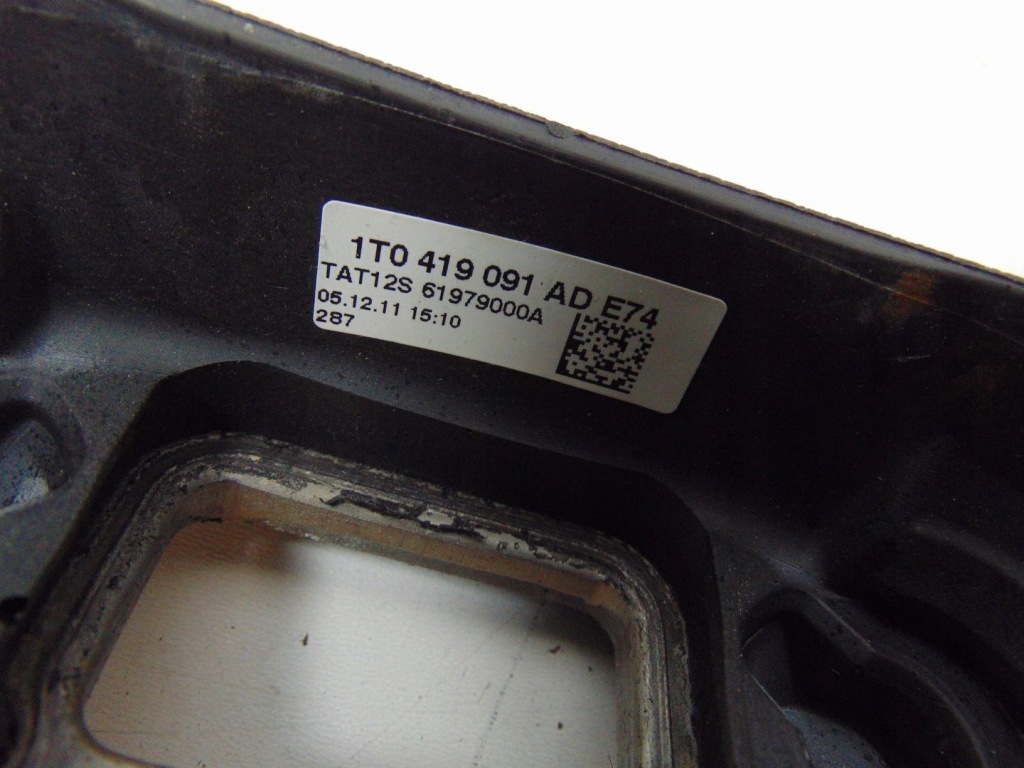 1T0 419 091 AD E74
TAT12S 61979000A
05.12.11 15:10
287